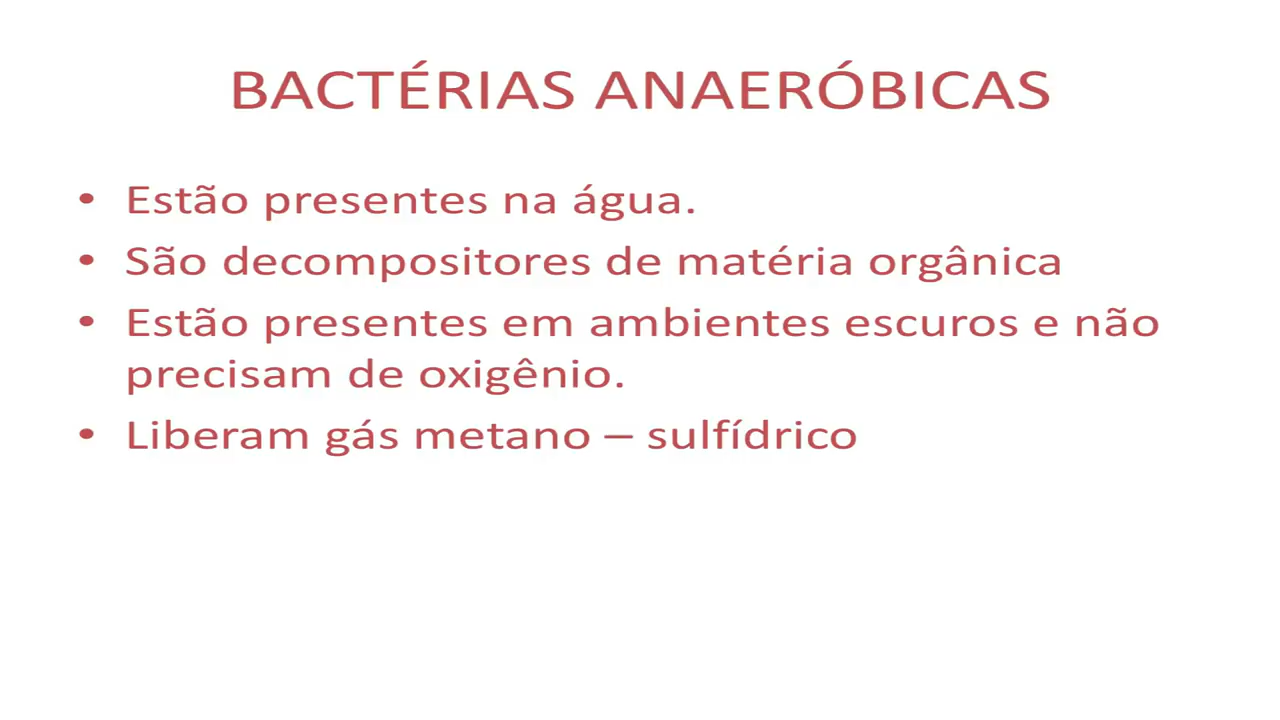 BACTÉRIAS ANAERÓBICAS
• Estão presentes na água.
• São decompositores de matéria orgânica
• Estão presentes em ambientes escuros e não
precisam de oxigênio.
• Liberam gás metano – sulfídrico